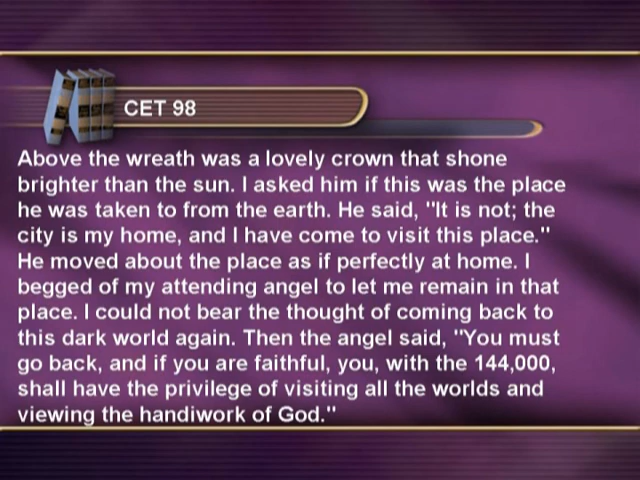 CET 98
Above the wreath was a lovely crown that shone
brighter than the sun. I asked him if this was the place
he was taken to from the earth. He said, "It is not; the
city is my home, and I have come to visit this place."
He moved about the place as if perfectly at home. I
begged of my attending angel to let me remain in that
place. I could not bear the thought of coming back to
this dark world again. Then the angel said, "You must
go back, and if you are faithful, you, with the 144,000,
shall have the privilege of visiting all the worlds and
viewing the handiwork of God."